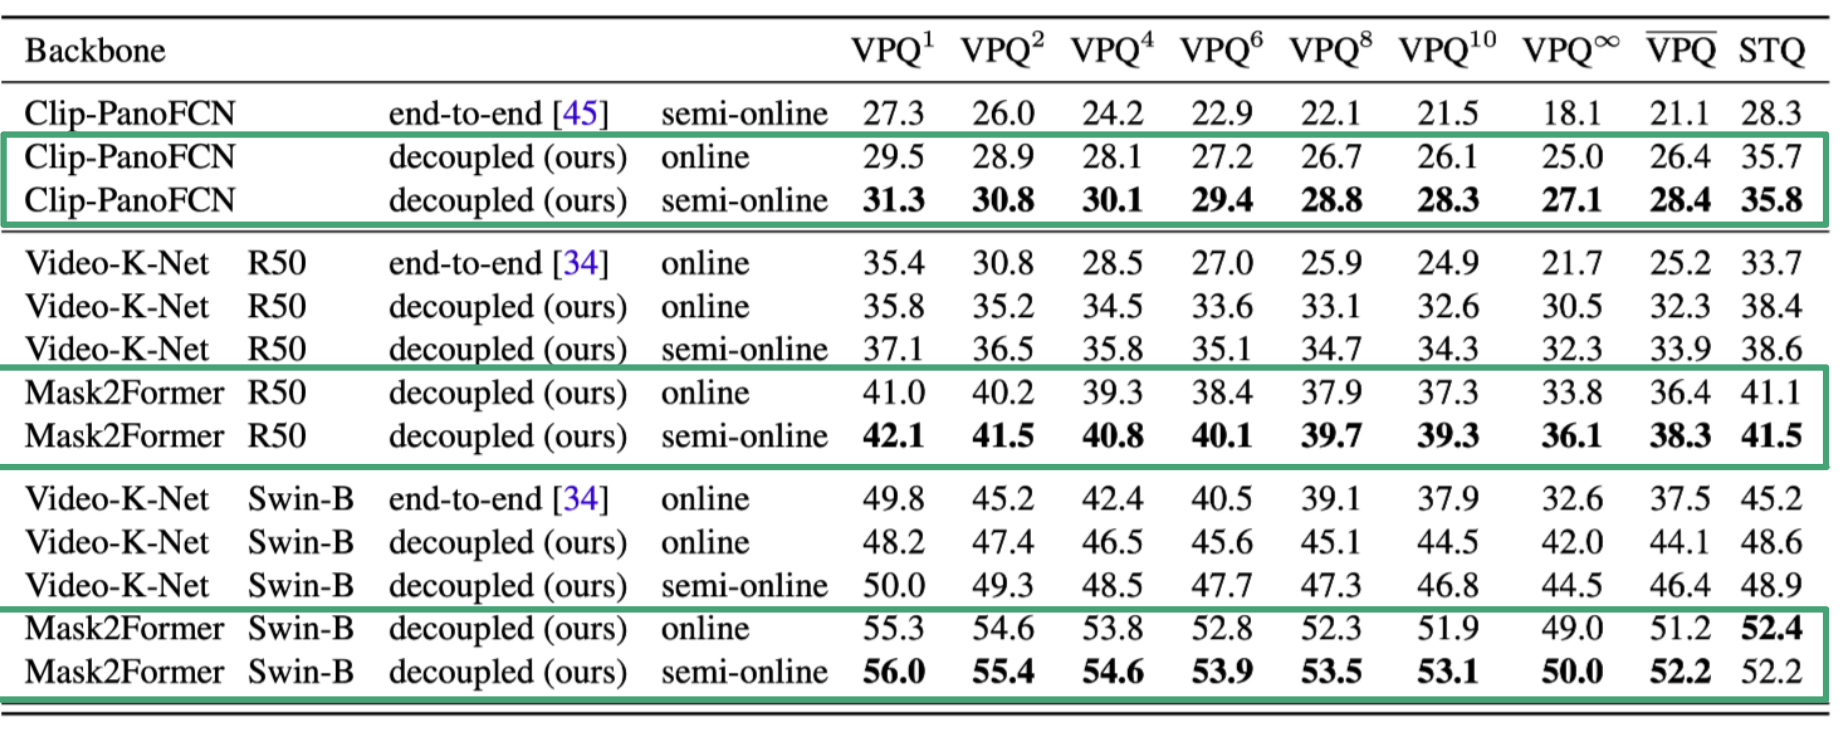 Backbone VPQ¹ VPQ² VPQ⁴ VPQ⁶ VPQ⁸ VPQ¹⁰ VPQ∞ VPQ STQ
Clip-PanoFCN end-to-end [45] semi-online 27.3 26.0 24.2 22.9 22.1 21.5 18.1 21.1 28.3
Clip-PanoFCN decoupled (ours) online 29.5 28.9 28.1 27.2 26.7 26.1 25.0 26.4 35.7
Clip-PanoFCN decoupled (ours) semi-online 31.3 30.8 30.1 29.4 28.8 28.3 27.1 28.4 35.8
Video-K-Net R50 end-to-end [34] online 35.4 30.8 28.5 27.0 25.9 24.9 21.7 25.2 33.7
Video-K-Net R50 decoupled (ours) online 35.8 35.2 34.5 33.6 33.1 32.6 30.5 32.3 38.4
Video-K-Net R50 decoupled (ours) semi-online 37.1 36.5 35.8 35.1 34.7 34.3 32.3 33.9 38.6
Mask2Former R50 decoupled (ours) online 41.0 40.2 39.3 38.4 37.9 37.3 33.8 36.4 41.1
Mask2Former R50 decoupled (ours) semi-online 42.1 41.5 40.8 40.1 39.7 39.3 36.1 38.3 41.5
Video-K-Net Swin-B end-to-end [34] online 49.8 45.2 42.4 40.5 39.1 37.9 32.6 37.5 45.2
Video-K-Net Swin-B decoupled (ours) online 48.2 47.4 46.5 45.6 45.1 44.5 42.0 44.1 48.6
Video-K-Net Swin-B decoupled (ours) semi-online 50.0 49.3 48.5 47.7 47.3 46.8 44.5 46.4 48.9
Mask2Former Swin-B decoupled (ours) online 55.3 54.6 53.8 52.8 52.3 51.9 49.0 51.2 52.4
Mask2Former Swin-B decoupled (ours) semi-online 56.0 55.4 54.6 53.9 53.5 53.1 50.0 52.2 52.2